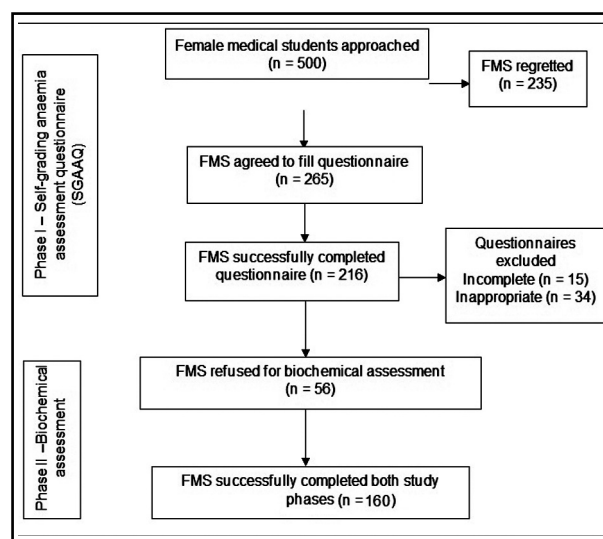 Female medical students approached
(n = 500)
FMS regretted
(n = 235)
Phase I – Self-grading anaemia
assessment questionnaire
(SGAAQ)
FMS agreed to fill questionnaire
(n = 265)
FMS successfully completed
questionnaire (n = 216)
Questionnaires
excluded
Incomplete (n = 15)
Inappropriate (n = 34)
Phase II –Biochemical
assessment
FMS refused for biochemical assessment
(n = 56)
FMS successfully completed both study
phases (n = 160)